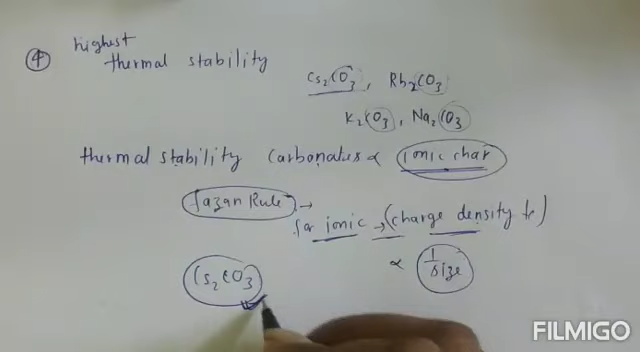 ④ highest
thermal stability
Cs₂CO₃, Rb₂CO₃
K₂CO₃, Na₂CO₃
thermal stability carbonates ∝ ionic char
fazan Rule →
for ionic → (charge density
∝ 1/size
Cs₂CO₃
FILMIGO